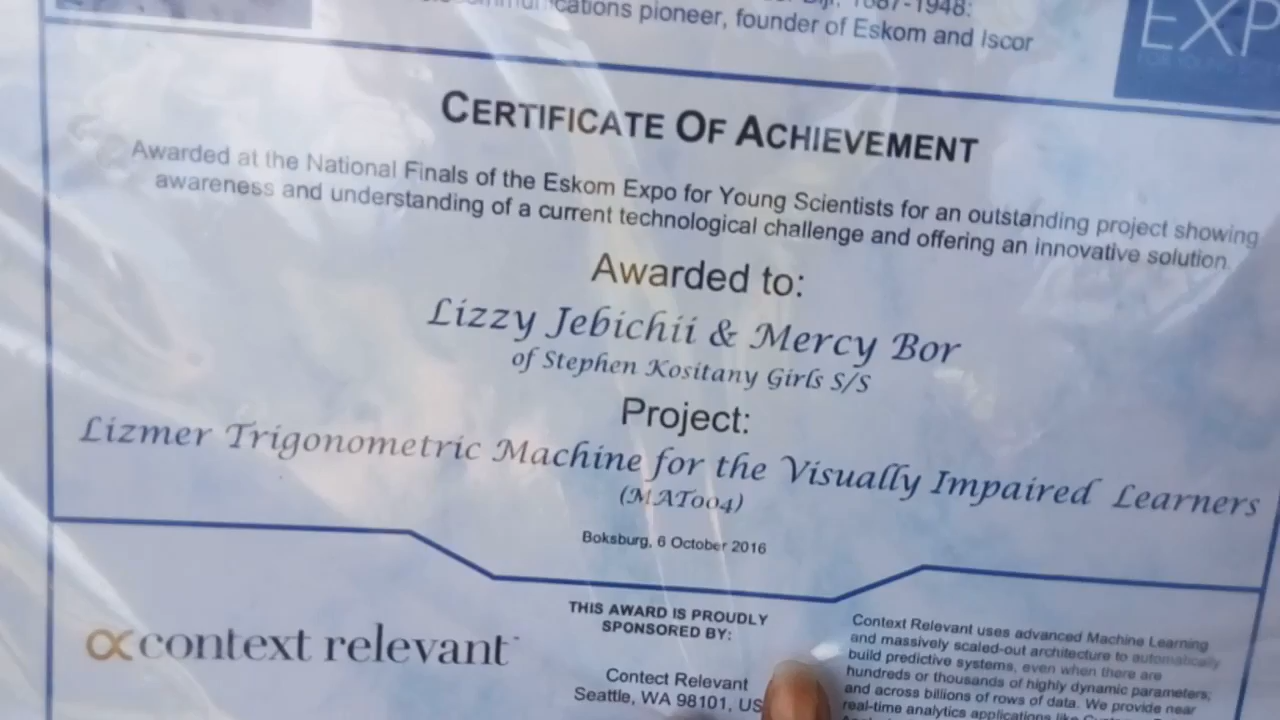 Bijl: 1887-1948:
pioneer, founder of Eskom and Iscor
EXP
CERTIFICATE OF ACHIEVEMENT
Awarded at the National Finals of the Eskom Expo for Young Scientists for an outstanding project showing
awareness and understanding of a current technological challenge and offering an innovative solution.
Awarded to:
Lizzy Jebichii & Mercy Bor
of Stephen Kositany Girls S/S
Project:
Lizmer Trigonometric Machine for the Visually Impaired Learners
(MAT004)
Boksburg, 6 October 2016
context relevant
THIS AWARD IS PROUDLY
SPONSORED BY:
Contect Relevant
Seattle, WA 98101, US
Context Relevant uses advanced Machine Learning
and massively scaled-out architecture to automatically
build predictive systems, even when there are
hundreds or thousands of highly dynamic parameters,
and across billions of rows of data. We provide near
real-time analytics applications like